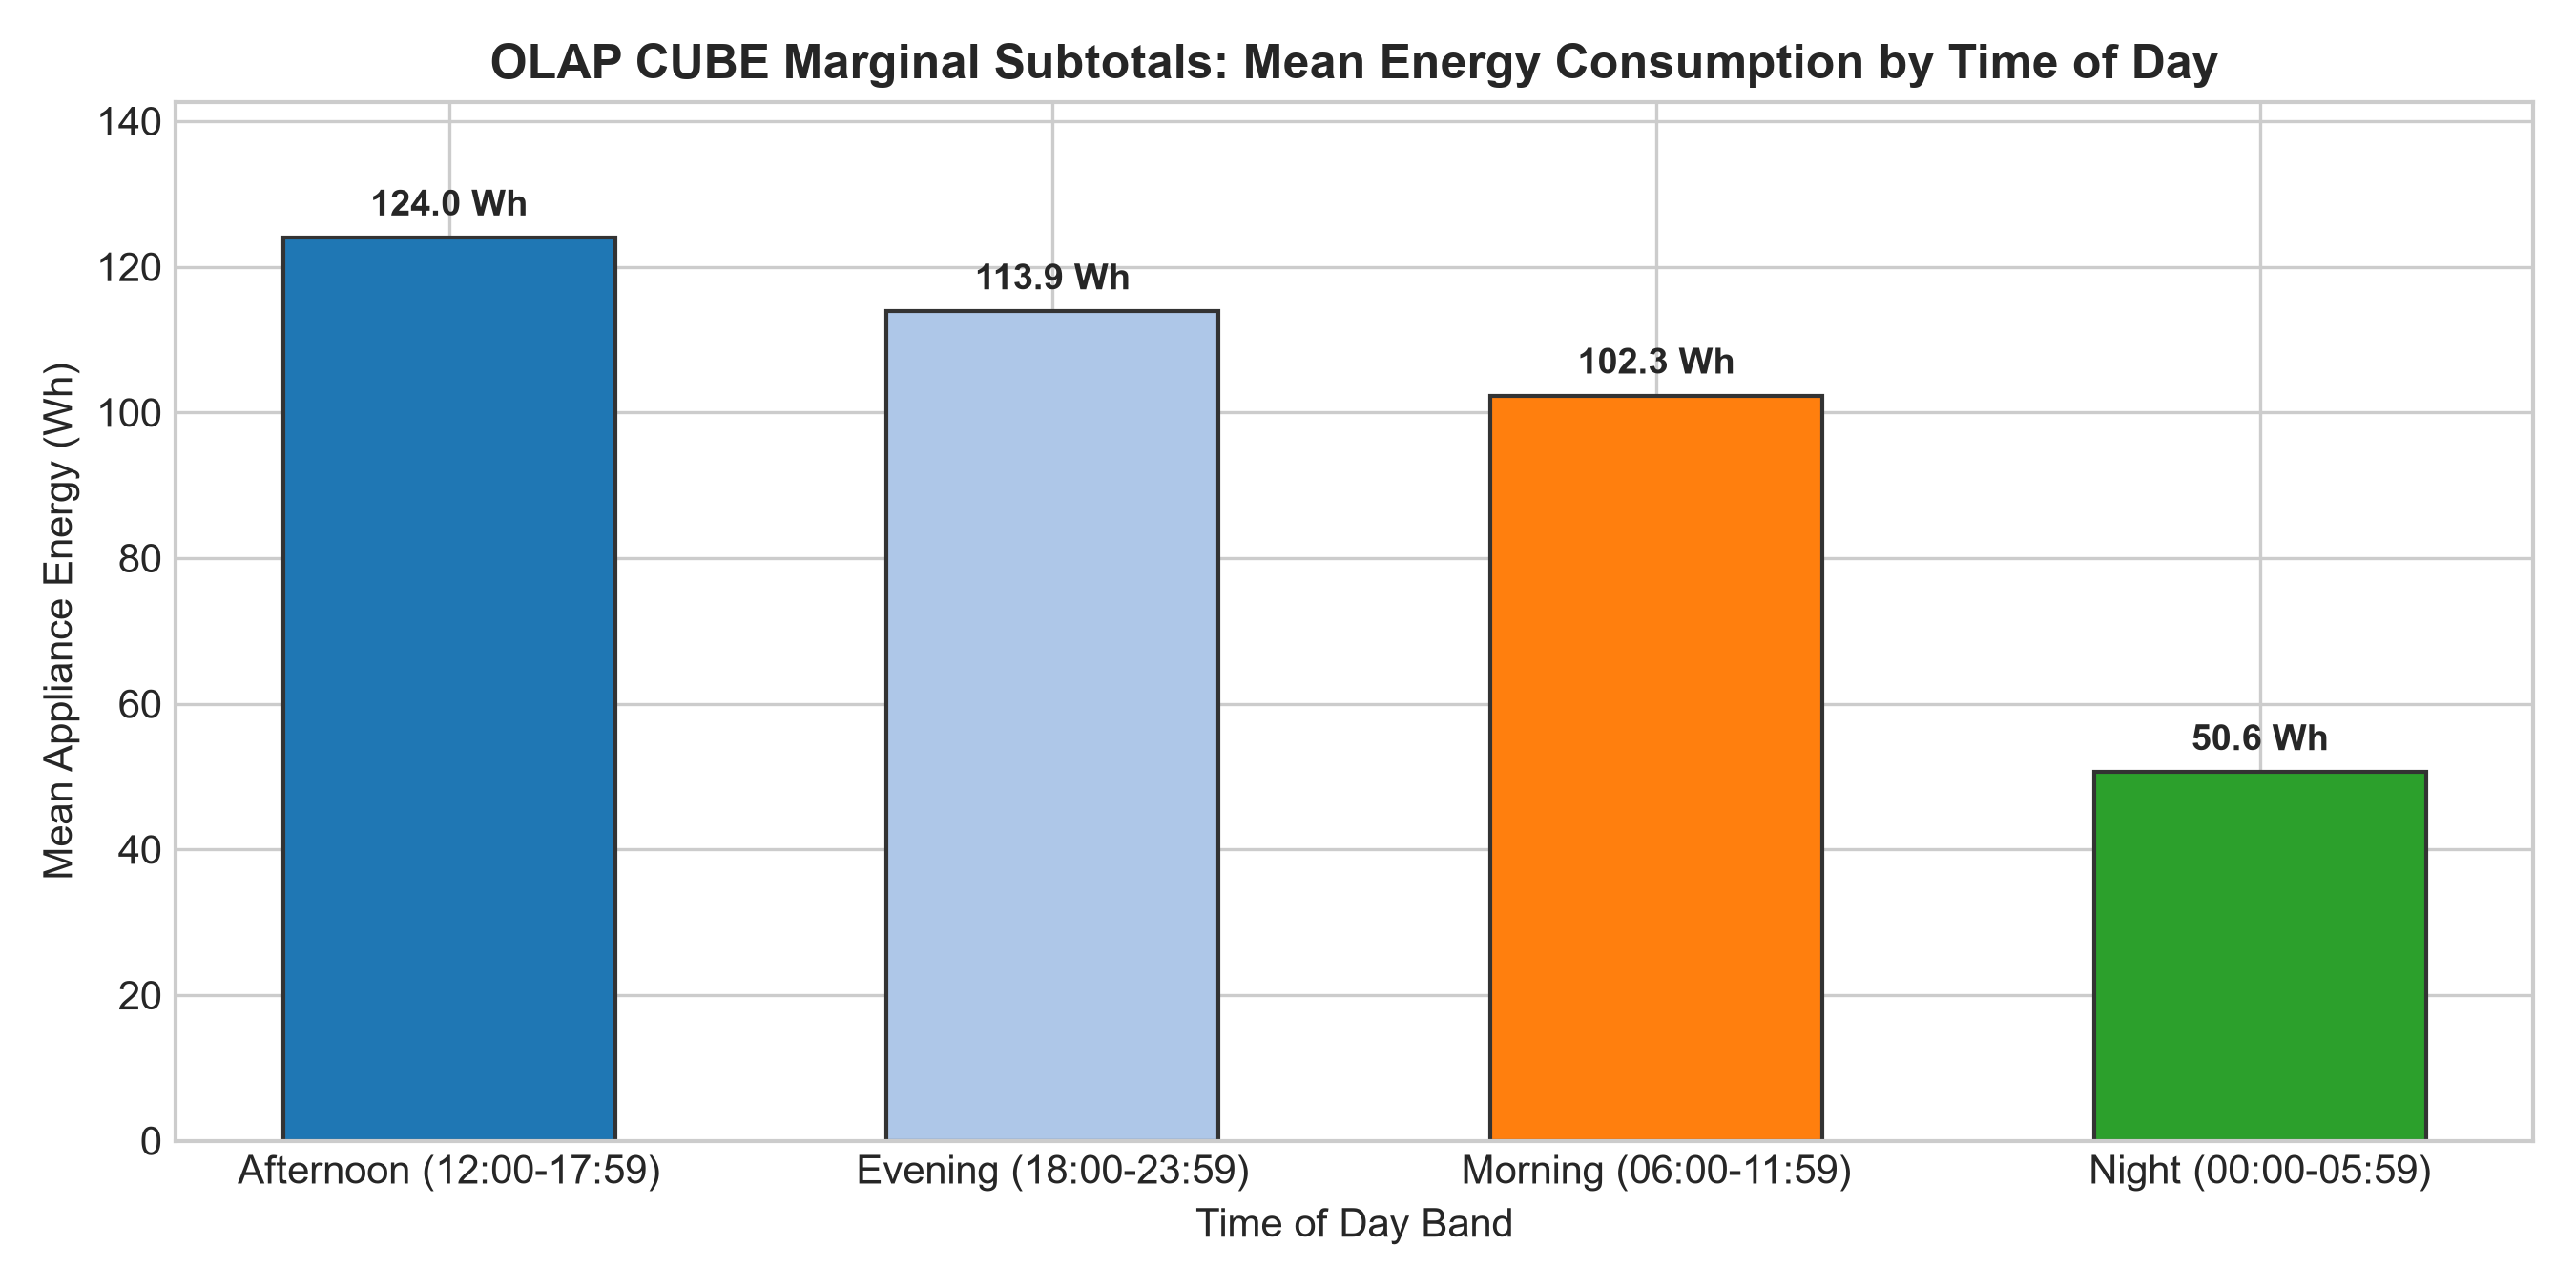 OLAP CUBE Marginal Subtotals: Mean Energy Consumption by Time of Day
Mean Appliance Energy (Wh)
140
120
100
80
60
40
20
0
124.0 Wh
113.9 Wh
102.3 Wh
50.6 Wh
Afternoon (12:00-17:59)
Evening (18:00-23:59)
Morning (06:00-11:59)
Night (00:00-05:59)
Time of Day Band